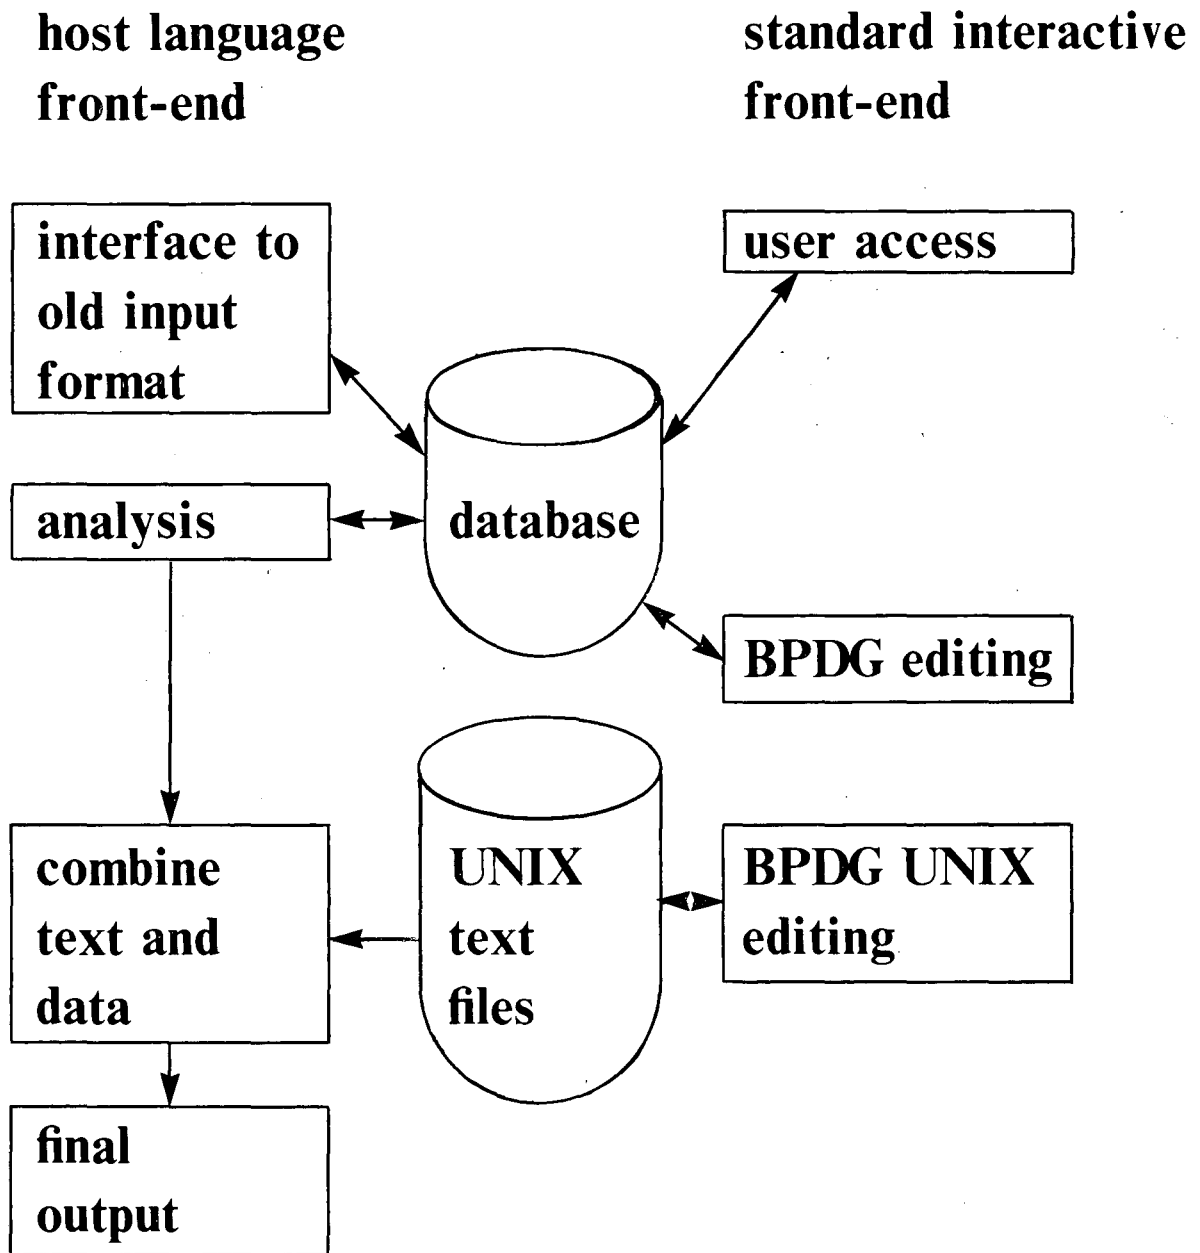 host language
front-end
standard interactive
front-end
interface to
old input
format
user access
analysis
database
BPDG editing
combine
text and
data
UNIX
text
files
BPDG UNIX
editing
final
output